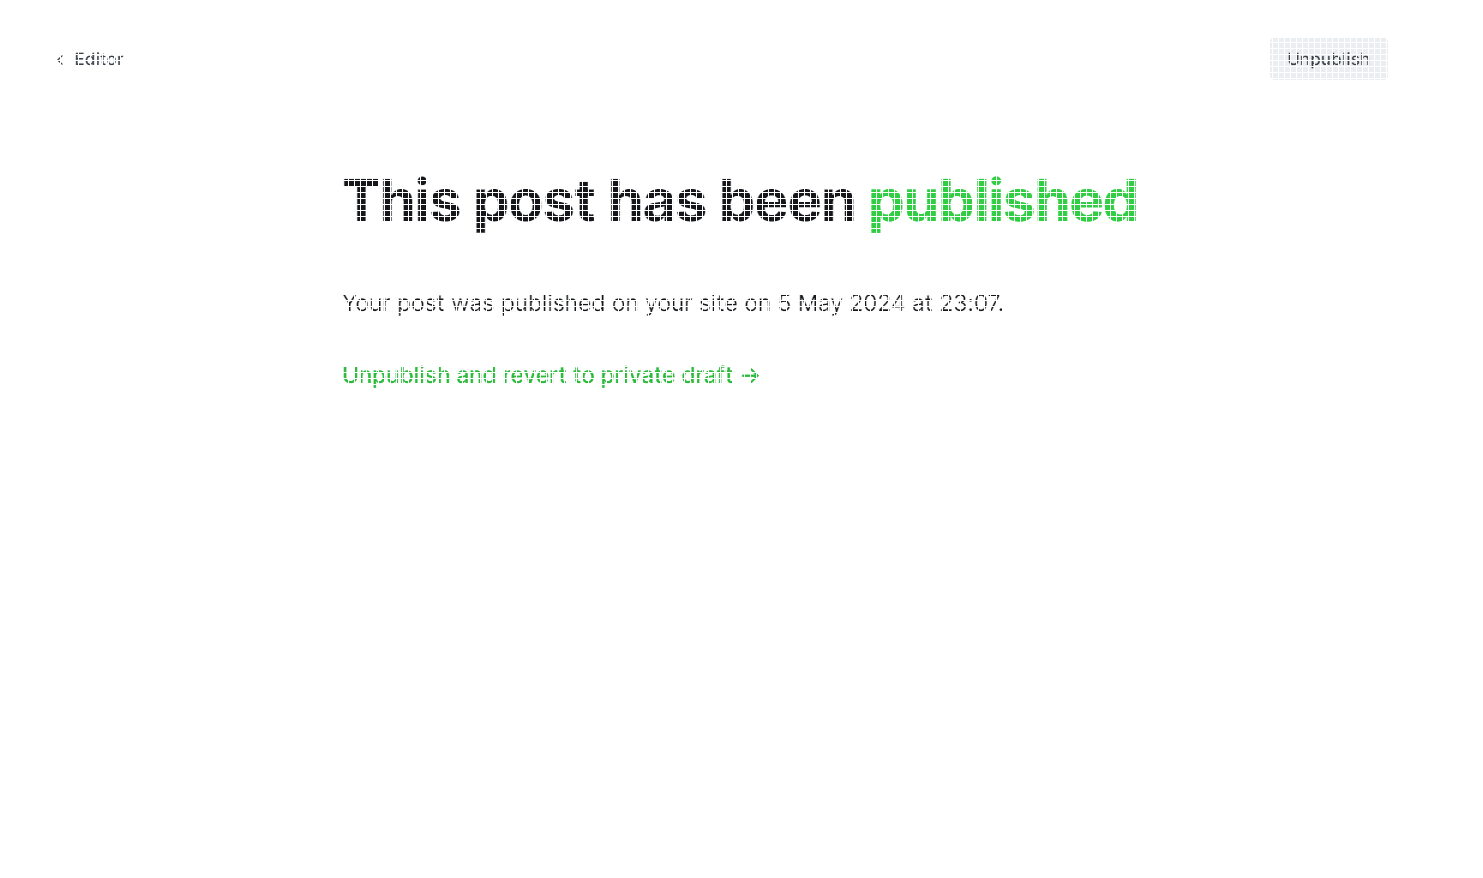 ‹ Editor
Unpublish
This post has been published
Your post was published on your site on 5 May 2024 at 23:07.
Unpublish and revert to private draft →